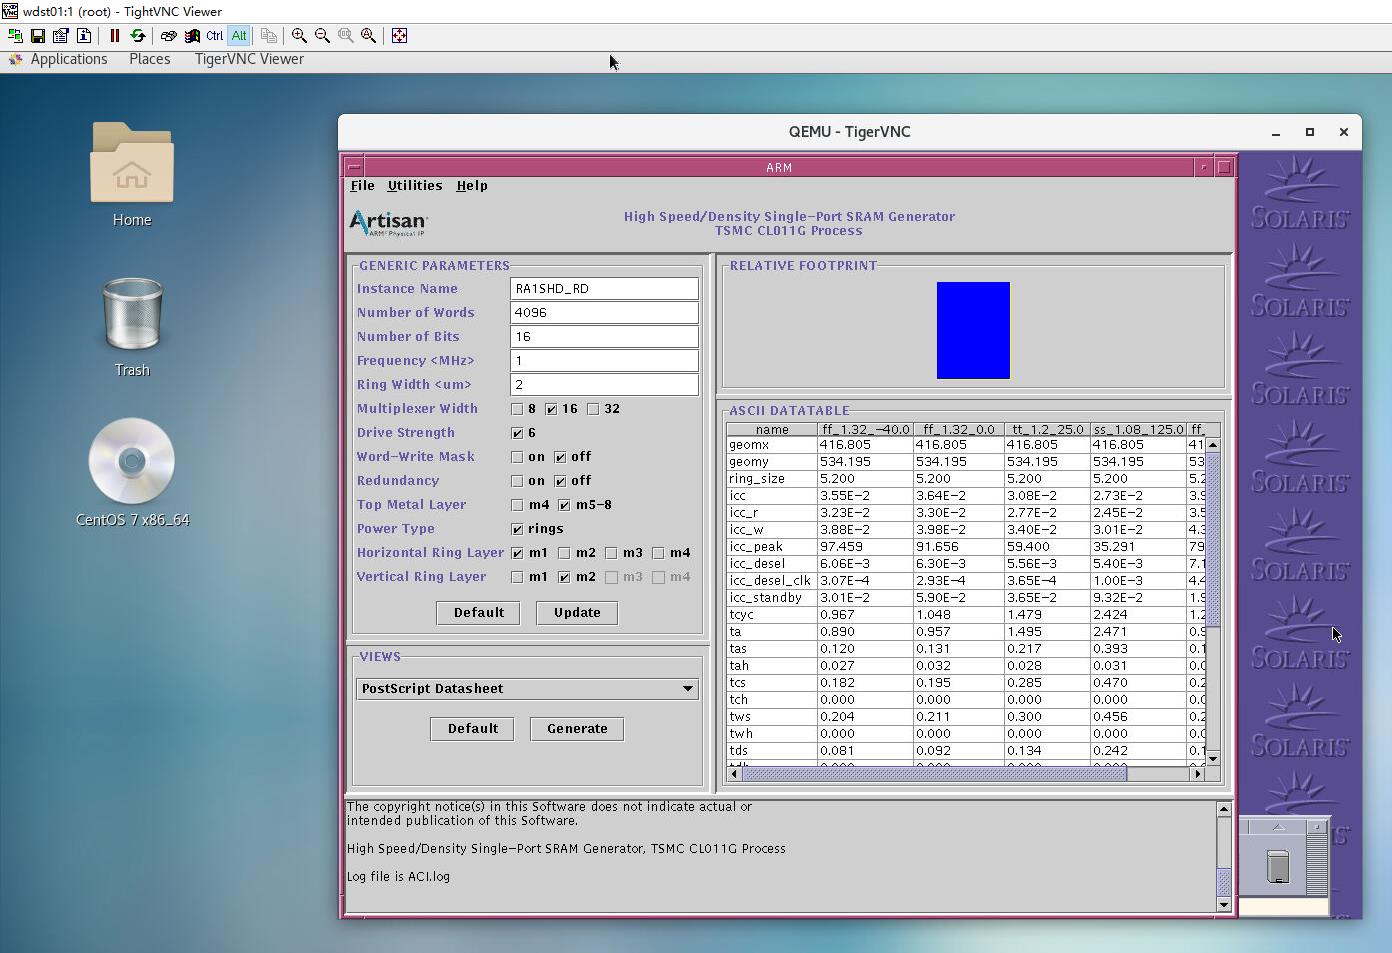 wdst01:1 (root) - TightVNC Viewer
Ctrl Alt
Applications Places TigerVNC Viewer
Home
Trash
CentOS 7 x86_64
QEMU - TigerVNC
ARM
File Utilities Help
Artisan
ARM Physical IP
High Speed/Density Single-Port SRAM Generator
TSMC CL011G Process
GENERIC PARAMETERS
Instance Name RA1SHD_RD
Number of Words 4096
Number of Bits 16
Frequency <MHz> 1
Ring Width <um> 2
Multiplexer Width 8 16 32
Drive Strength 6
Word-Write Mask on off
Redundancy on off
Top Metal Layer m4 m5-8
Power Type rings
Horizontal Ring Layer m1 m2 m3 m4
Vertical Ring Layer m1 m2 m3 m4
Default Update
VIEWS
PostScript Datasheet
Default Generate
RELATIVE FOOTPRINT
ASCII DATATABLE
name ff_1.32_-40.0 ff_1.32_0.0 tt_1.2_25.0 ss_1.08_125.0 ff_
geomx 416.805 416.805 416.805 416.805 41
geomy 534.195 534.195 534.195 534.195 53
ring_size 5.200 5.200 5.200 5.200 5.2
icc 3.55E-2 3.64E-2 3.08E-2 2.73E-2 3.9
icc_r 3.23E-2 3.30E-2 2.77E-2 2.45E-2 3.5
icc_w 3.88E-2 3.98E-2 3.40E-2 3.01E-2 4.3
icc_peak 97.459 91.656 59.400 35.291 79
icc_desel 6.06E-3 6.30E-3 5.56E-3 5.40E-3 7.1
icc_desel_clk 3.07E-4 2.93E-4 3.65E-4 1.00E-3 4.4
icc_standby 3.01E-2 5.90E-2 3.65E-2 9.32E-2 1.9
tcyc 0.967 1.048 1.479 2.424 1.2
ta 0.890 0.957 1.495 2.471 0.9
tas 0.120 0.131 0.217 0.393 0.1
tah 0.027 0.032 0.028 0.031 0.0
tcs 0.182 0.195 0.285 0.470 0.2
tch 0.000 0.000 0.000 0.000 0.0
tws 0.204 0.211 0.300 0.456 0.2
twh 0.000 0.000 0.000 0.000 0.0
tds 0.081 0.092 0.134 0.242 0.1
The copyright notice(s) in this Software does not indicate actual or
intended publication of this Software.
High Speed/Density Single-Port SRAM Generator, TSMC CL011G Process
Log file is ACI.log
SOLARIS
SOLARIS
SOLARIS
SOLARIS
SOLARIS
SOLARIS
SOLARIS